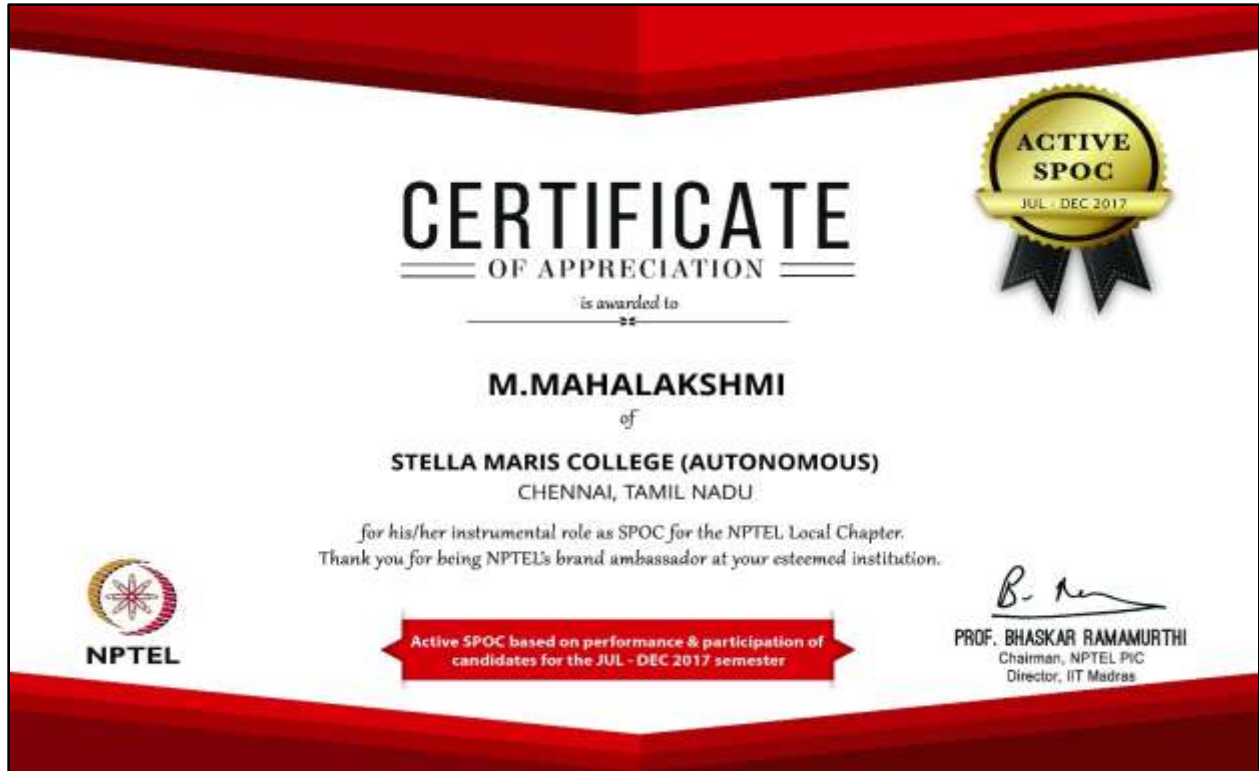 ACTIVE
SPOC
JUL - DEC 2017
CERTIFICATE
OF APPRECIATION
is awarded to
M.MAHALAKSHMI
of
STELLA MARIS COLLEGE (AUTONOMOUS)
CHENNAI, TAMIL NADU
for his/her instrumental role as SPOC for the NPTEL Local Chapter.
Thank you for being NPTEL's brand ambassador at your esteemed institution.
NPTEL
Active SPOC based on performance & participation of
candidates for the JUL - DEC 2017 semester
PROF. BHASKAR RAMAMURTHI
Chairman, NPTEL PIC
Director, IIT Madras